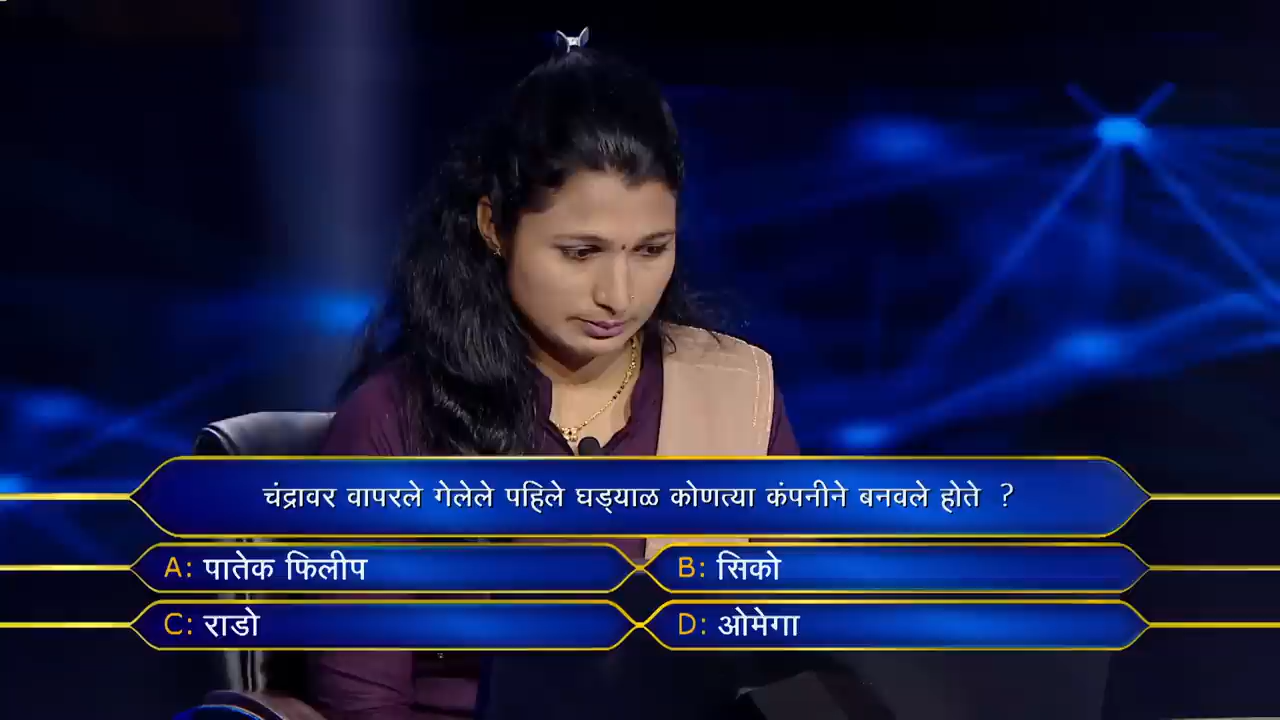 चंद्रावर वापरले गेलेले पहिले घड्याळ कोणत्या कंपनीने बनवले होते ?
A: पातेक फिलीप
B: सिको
C: राडो
D: ओमेगा